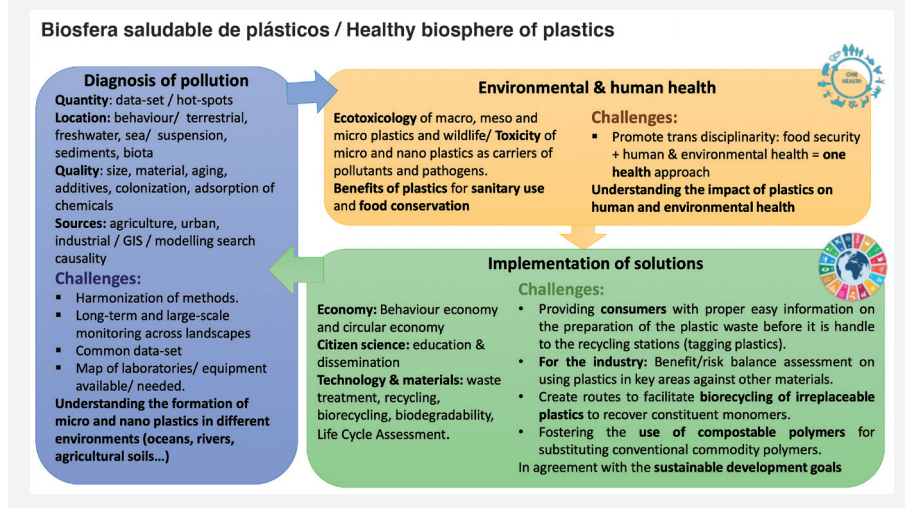 Biosfera saludable de plásticos / Healthy biosphere of plastics
Diagnosis of pollution
Quantity: data-set / hot-spots
Location: behaviour/ terrestrial,
freshwater, sea/ suspension,
sediments, biota
Quality: size, material, aging,
additives, colonization, adsorption of
chemicals
Sources: agriculture, urban,
industrial / GIS / modelling search
causality
Challenges:
▪ Harmonization of methods.
▪ Long-term and large-scale
monitoring across landscapes
▪ Common data-set
▪ Map of laboratories/ equipment
available/ needed.
Understanding the formation of
micro and nano plastics in different
environments (oceans, rivers,
agricultural soils...)
Environmental & human health
Ecotoxicology of macro, meso and
micro plastics and wildlife/ Toxicity of
micro and nano plastics as carriers of
pollutants and pathogens.
Benefits of plastics for sanitary use
and food conservation
Challenges:
▪ Promote trans disciplinarity: food security
+ human & environmental health = one
health approach
Understanding the impact of plastics on
human and environmental health
ONE
HEALTH
Implementation of solutions
Economy: Behaviour economy
and circular economy
Citizen science: education &
dissemination
Technology & materials: waste
treatment, recycling,
biorecycling, biodegradability,
Life Cycle Assessment.
Challenges:
• Providing consumers with proper easy information on
the preparation of the plastic waste before it is handle
to the recycling stations (tagging plastics).
• For the industry: Benefit/risk balance assessment on
using plastics in key areas against other materials.
• Create routes to facilitate biorecycling of irreplaceable
plastics to recover constituent monomers.
• Fostering the use of compostable polymers for
substituting conventional commodity polymers.
In agreement with the sustainable development goals